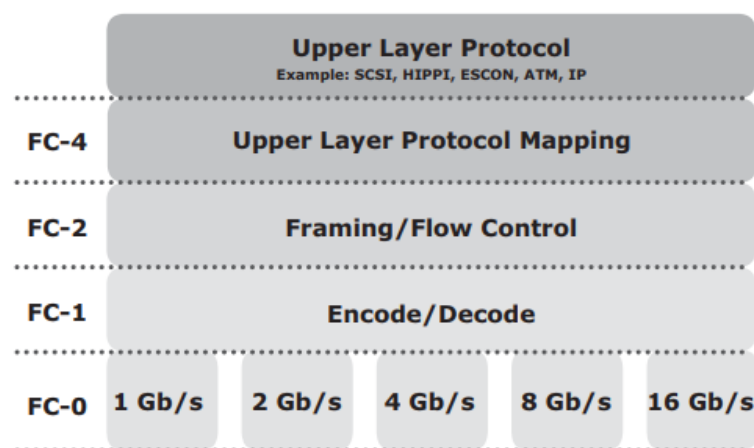 Upper Layer Protocol
Example: SCSI, HIPPI, ESCON, ATM, IP
FC-4 Upper Layer Protocol Mapping
FC-2 Framing/Flow Control
FC-1 Encode/Decode
FC-0 1 Gb/s 2 Gb/s 4 Gb/s 8 Gb/s 16 Gb/s